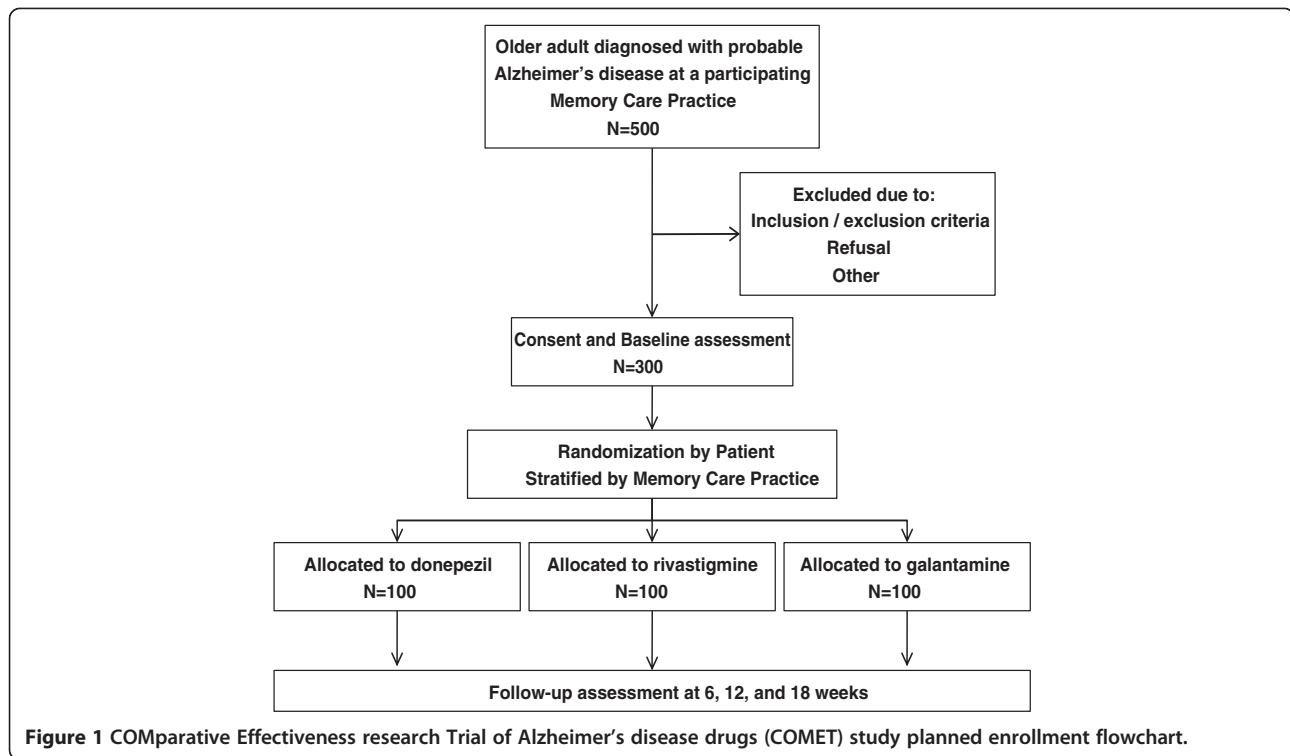 Older adult diagnosed with probable
Alzheimer’s disease at a participating
Memory Care Practice
N=500
Excluded due to:
Inclusion / exclusion criteria
Refusal
Other
Consent and Baseline assessment
N=300
Randomization by Patient
Stratified by Memory Care Practice
Allocated to donepezil
N=100
Allocated to rivastigmine
N=100
Allocated to galantamine
N=100
Follow-up assessment at 6, 12, and 18 weeks
Figure 1 COMparative Effectiveness research Trial of Alzheimer’s disease drugs (COMET) study planned enrollment flowchart.